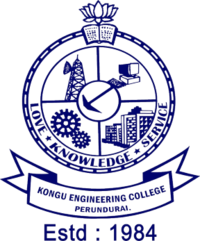 LOVE ★ KNOWLEDGE ★ SERVICE
KONGU ENGINEERING COLLEGE
PERUNDURAI.
Estd : 1984